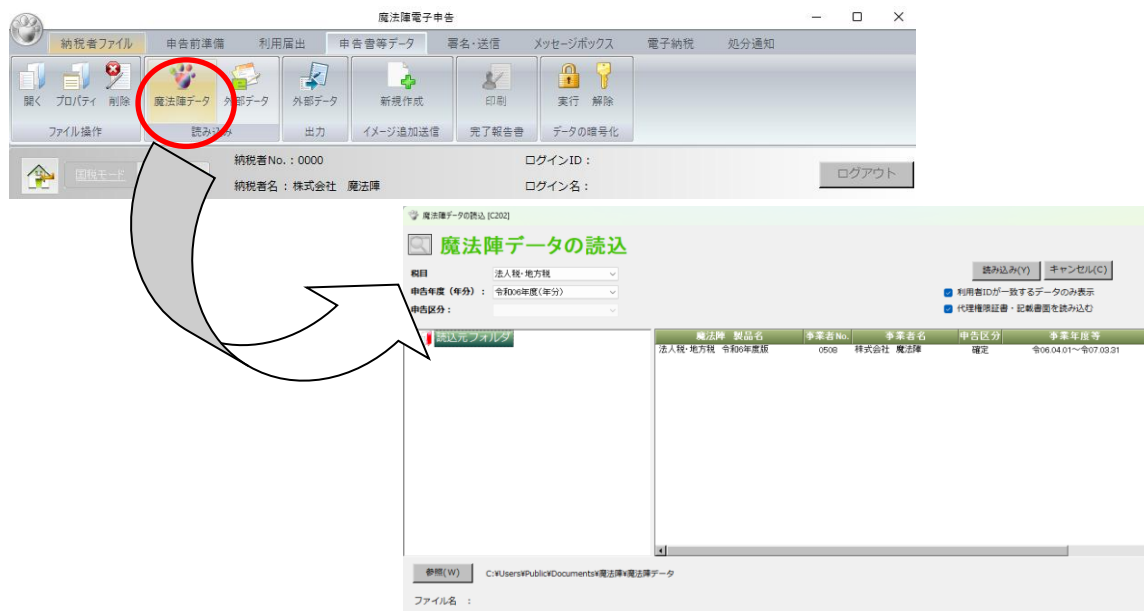 魔法陣電子申告
納税者ファイル 申告前準備 利用届出 申告書等データ 署名・送信 メッセージボックス 電子納税 処分通知
開く プロパティ 削除 魔法陣データ 外部データ 外部データ 新規作成 印刷 実行 解除
ファイル操作 読み込み 出力 イメージ追加送信 完了報告書 データの暗号化
国税モード
納税者No.：0000 ログインID：
ログアウト
納税者名：株式会社 魔法陣 ログイン名：
魔法陣データの読込 [C202]
魔法陣データの読込
税目 法人税・地方税
読み込み(Y) キャンセル(C)
申告年度（年分）： 令和06年度(年分)
利用者IDが一致するデータのみ表示
申告区分：
代理権限証書・記載書面を読み込む
読込元フォルダ
魔法陣 製品名 事業者No. 事業者名 申告区分 事業年度等
法人税・地方税 令和6年度版 0508 株式会社 魔法陣 確定 令06.04.01～令07.03.31
参照(W) C:¥Users¥Public¥Documents¥魔法陣¥魔法陣データ
ファイル名 ：